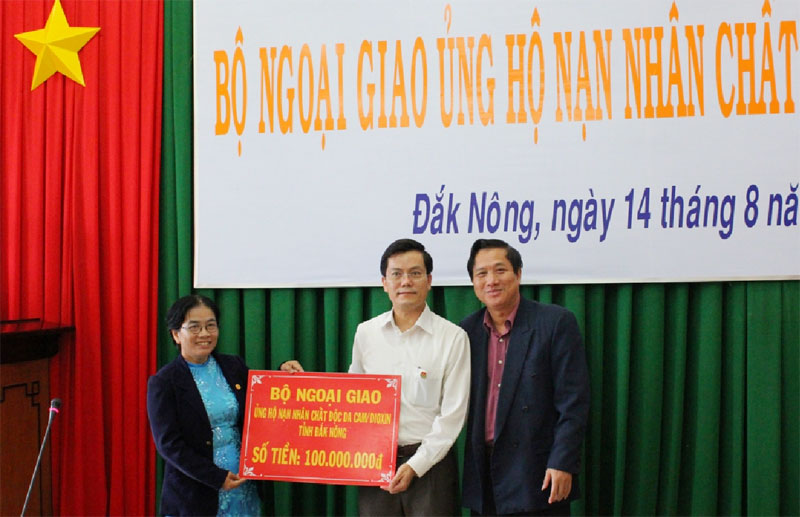 BỘ NGOẠI GIAO ỦNG HỘ NẠN NHÂN CHẤT
Đắk Nông, ngày 14 tháng 8 nă
BỘ NGOẠI GIAO
ỦNG HỘ NẠN NHÂN CHẤT ĐỘC DA CAM/DIOXIN
TỈNH ĐĂK NÔNG
SỐ TIỀN: 100.000.000đ